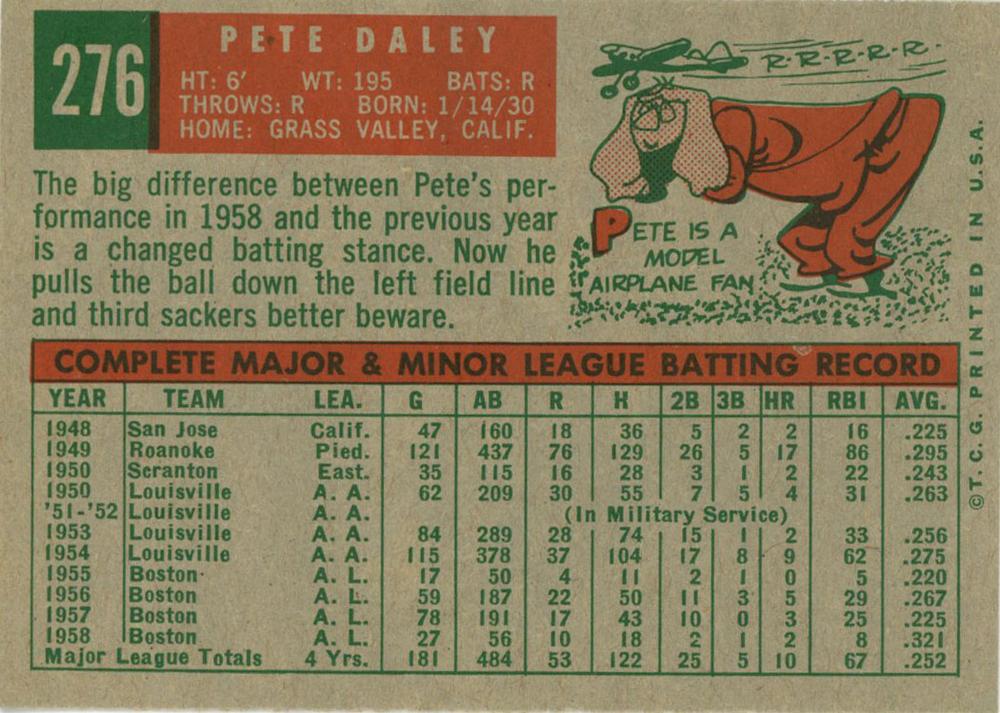 276
PETE DALEY
HT: 6' WT: 195 BATS: R
THROWS: R BORN: 1/14/30
HOME: GRASS VALLEY, CALIF.
R-R-R-R-R-R-
The big difference between Pete's per-
formance in 1958 and the previous year
is a changed batting stance. Now he
pulls the ball down the left field line
and third sackers better beware.
PETE IS A
MODEL
AIRPLANE FAN
COMPLETE MAJOR & MINOR LEAGUE BATTING RECORD
YEAR TEAM LEA. G AB R H 2B 3B HR RBI AVG.
1948 San Jose Calif. 47 160 18 36 5 2 2 16 .225
1949 Roanoke Pied. 121 437 76 129 26 5 17 86 .295
1950 Scranton East. 35 115 16 28 3 1 2 22 .243
1950 Louisville A. A. 62 209 30 55 7 5 4 31 .263
'51-'52 Louisville A. A. (In Military Service)
1953 Louisville A. A. 84 289 28 74 15 1 2 33 .256
1954 Louisville A. A. 115 378 37 104 17 8 9 62 .275
1955 Boston A. L. 17 50 4 11 2 1 0 5 .220
1956 Boston A. L. 59 187 22 50 11 3 5 29 .267
1957 Boston A. L. 78 191 17 43 10 0 3 25 .225
1958 Boston A. L. 27 56 10 18 2 1 2 8 .321
Major League Totals 4 Yrs. 181 484 53 122 25 5 10 67 .252
©T. C. G. PRINTED IN U.S.A.